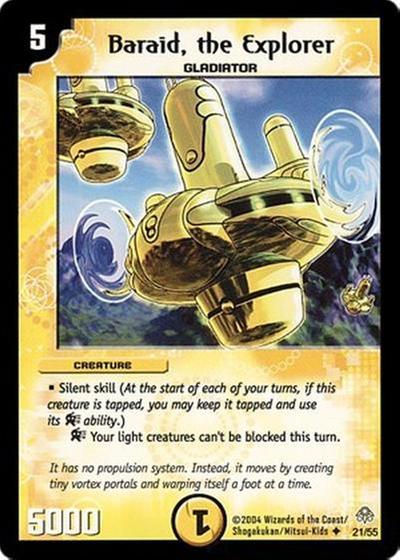 5
Baraid, the Explorer
GLADIATOR
CREATURE
▪ Silent skill (At the start of each of your turns, if this
creature is tapped, you may keep it tapped and use
its ability.)
Your light creatures can't be blocked this turn.
It has no propulsion system. Instead, it moves by creating
tiny vortex portals and warping itself a foot at a time.
5000
1
©2004 Wizards of the Coast/
Shogakukan/Mitsui-Kids ♦ 21/55